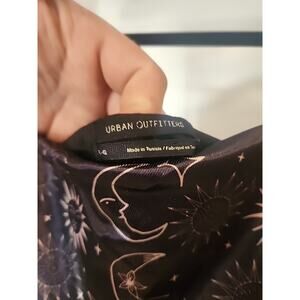 URBAN OUTFITTERS
Made in Tunisia / Fabriqué en